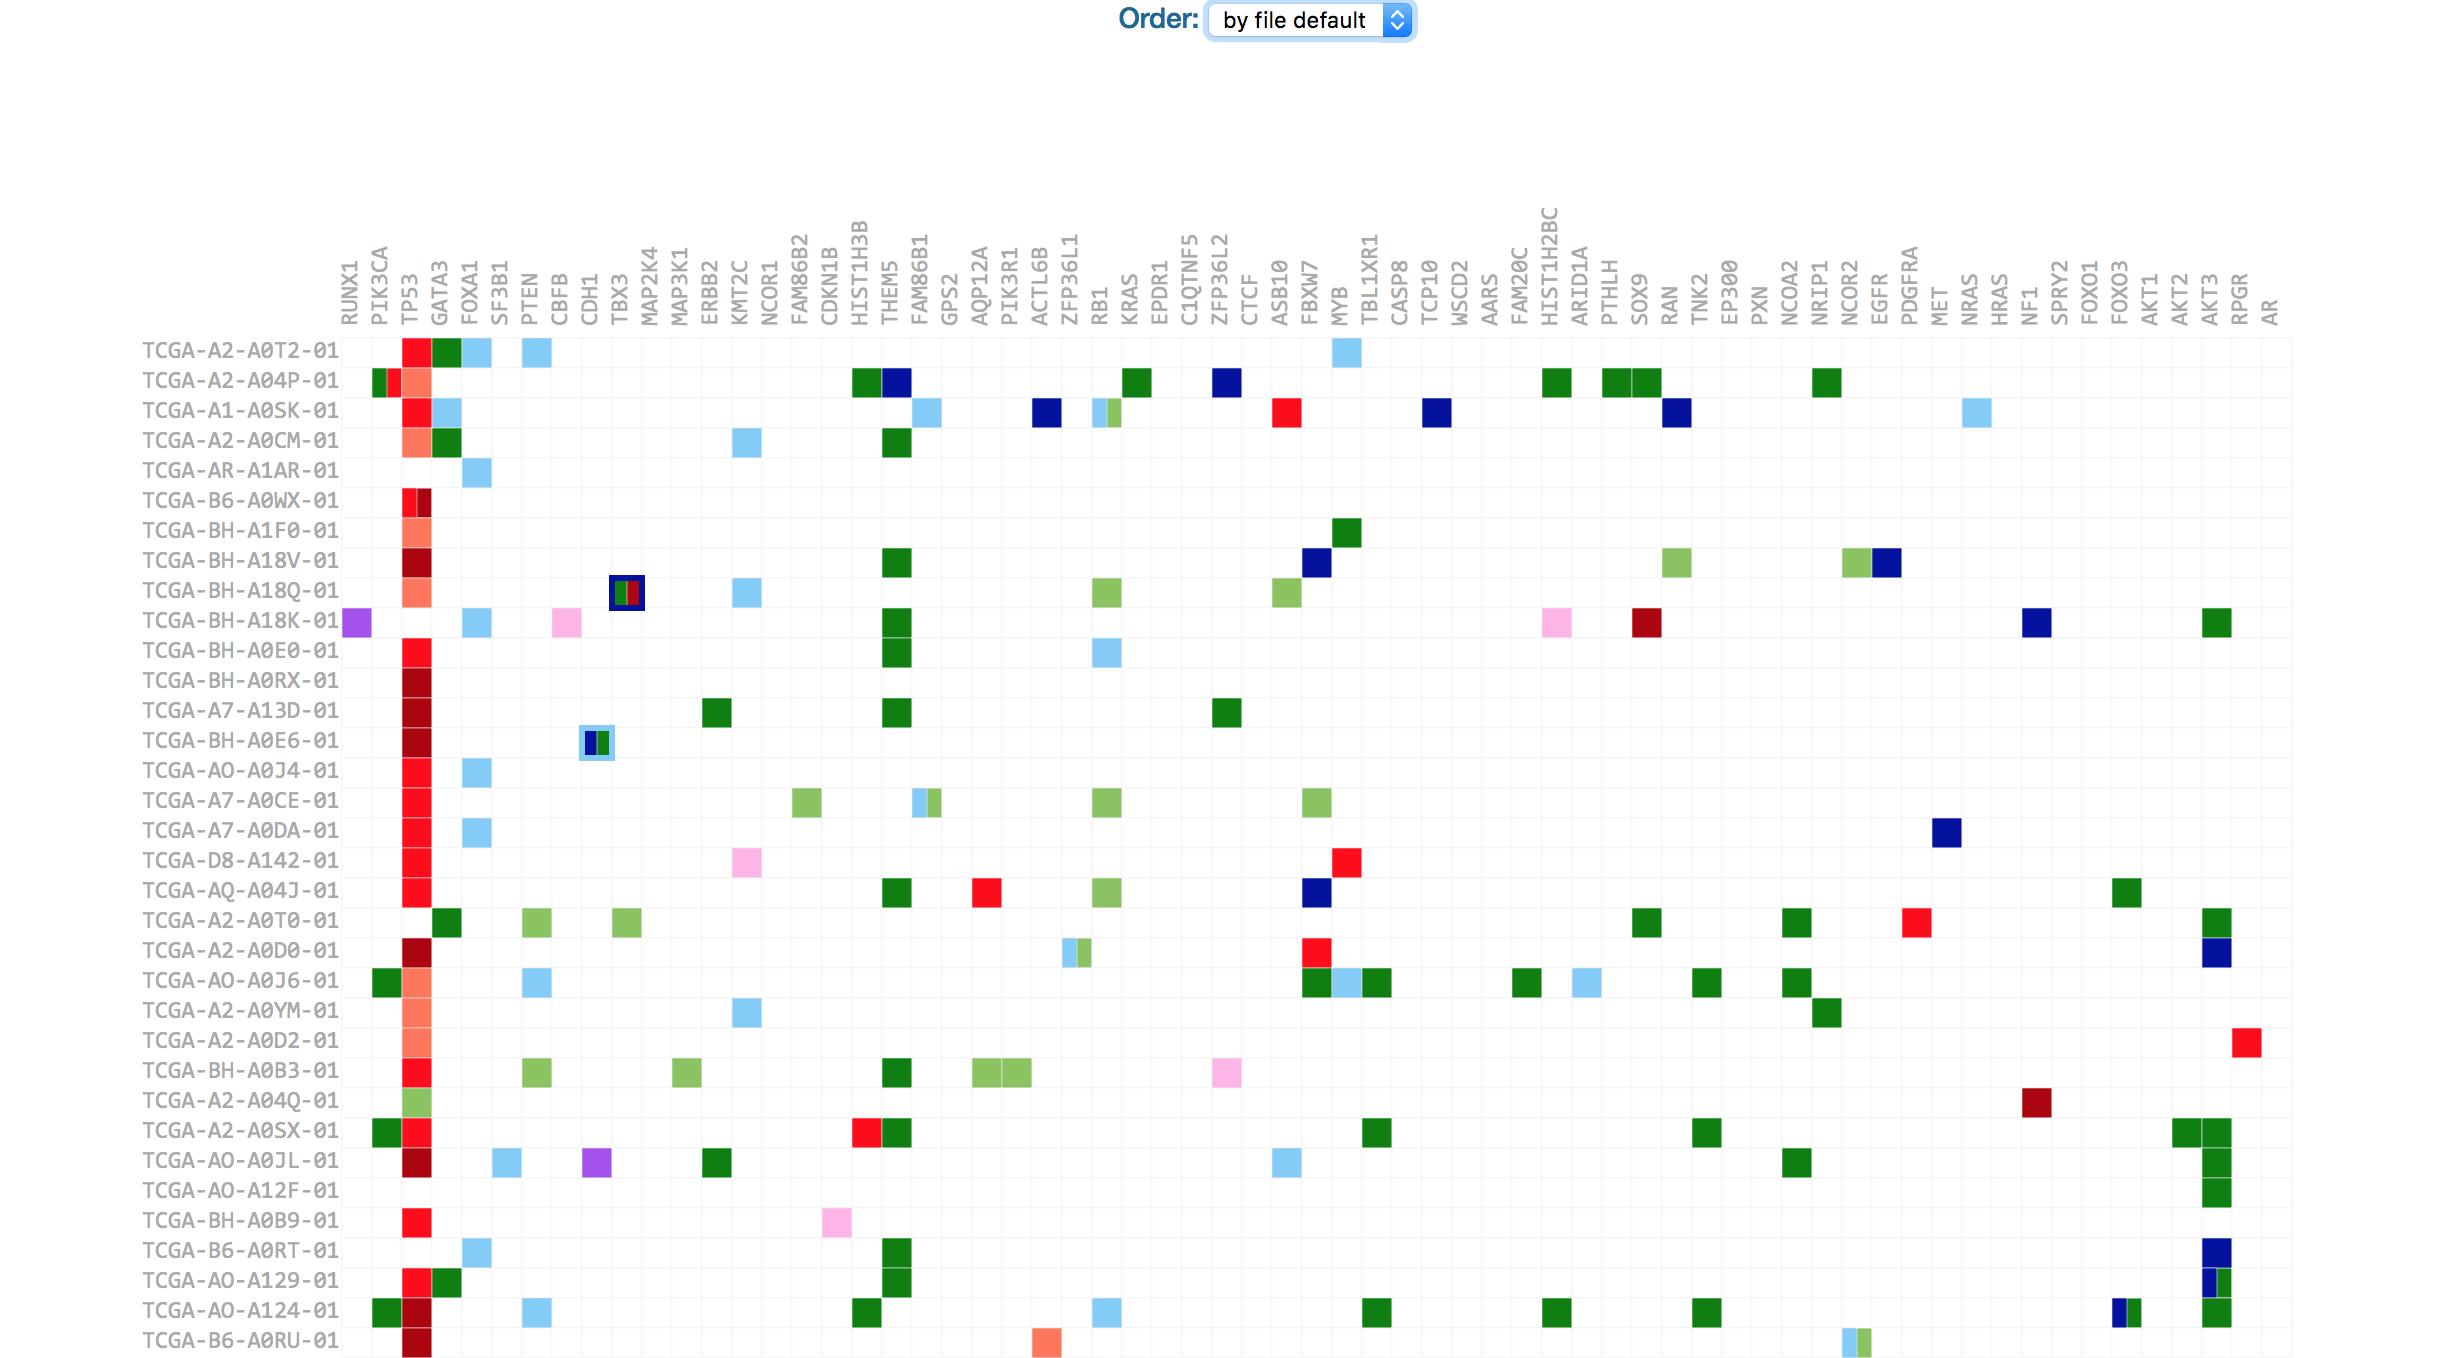 Order: by file default
RUNX1
PIK3CA
TP53
GATA3
FOXA1
SF3B1
PTEN
CBFB
CDH1
TBX3
MAP2K4
MAP3K1
ERBB2
KMT2C
NCOR1
FAM86B2
CDKN1B
HIST1H3B
THEM5
FAM86B1
GPS2
AQP12A
PIK3R1
ACTL6B
ZFP36L1
RB1
KRAS
EPDR1
C1QTNF5
ZFP36L2
CTCF
ASB10
FBXW7
MYB
TBL1XR1
CASP8
TCP10
WSCD2
AARS
FAM20C
HIST1H2BC
ARID1A
PTHLH
SOX9
RAN
TNK2
EP300
PXN
NCOA2
NRIP1
NCOR2
EGFR
PDGFRA
MET
NRAS
HRAS
NF1
SPRY2
FOXO1
FOXO3
AKT1
AKT2
AKT3
RPGR
AR
TCGA-A2-A0T2-01
TCGA-A2-A04P-01
TCGA-A1-A0SK-01
TCGA-A2-A0CM-01
TCGA-AR-A1AR-01
TCGA-B6-A0WX-01
TCGA-BH-A1F0-01
TCGA-BH-A18V-01
TCGA-BH-A18Q-01
TCGA-BH-A18K-01
TCGA-BH-A0E0-01
TCGA-BH-A0RX-01
TCGA-A7-A13D-01
TCGA-BH-A0E6-01
TCGA-AO-A0J4-01
TCGA-A7-A0CE-01
TCGA-A7-A0DA-01
TCGA-D8-A142-01
TCGA-AQ-A04J-01
TCGA-A2-A0T0-01
TCGA-A2-A0D0-01
TCGA-AO-A0J6-01
TCGA-A2-A0YM-01
TCGA-A2-A0D2-01
TCGA-BH-A0B3-01
TCGA-A2-A04Q-01
TCGA-A2-A0SX-01
TCGA-AO-A0JL-01
TCGA-AO-A12F-01
TCGA-BH-A0B9-01
TCGA-B6-A0RT-01
TCGA-AO-A129-01
TCGA-AO-A124-01
TCGA-B6-A0RU-01